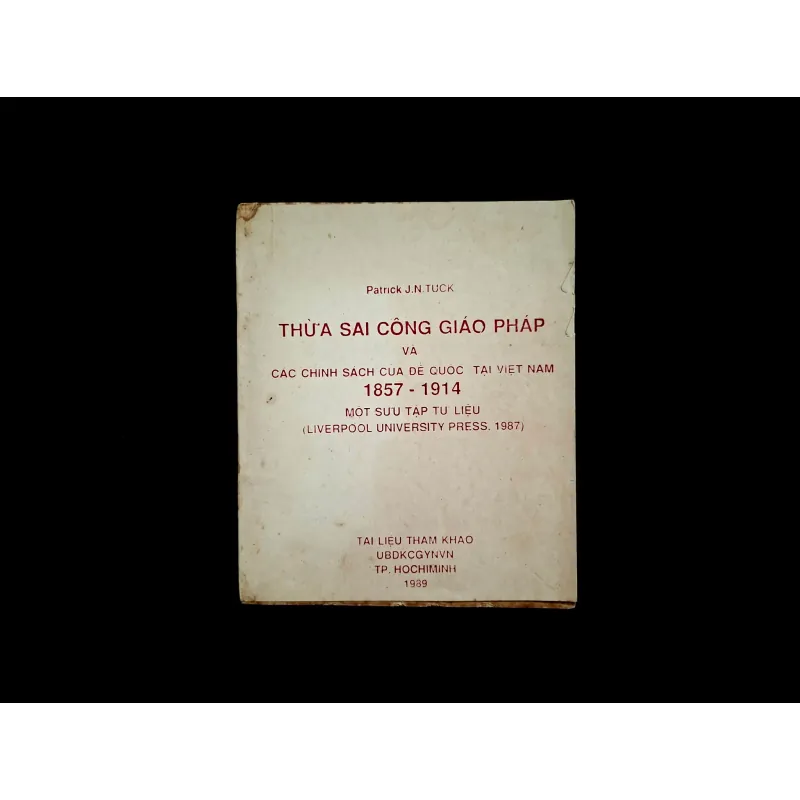 Patrick J.N.TUCK
THỪA SAI CÔNG GIÁO PHÁP
VÀ
CÁC CHÍNH SÁCH CỦA ĐẾ QUỐC TẠI VIỆT NAM
1857 - 1914
MỘT SƯU TẬP TƯ LIỆU
(LIVERPOOL UNIVERSITY PRESS, 1987)
TÀI LIỆU THAM KHẢO
UBDKCGYNVN
TP. HOCHIMINH
1989